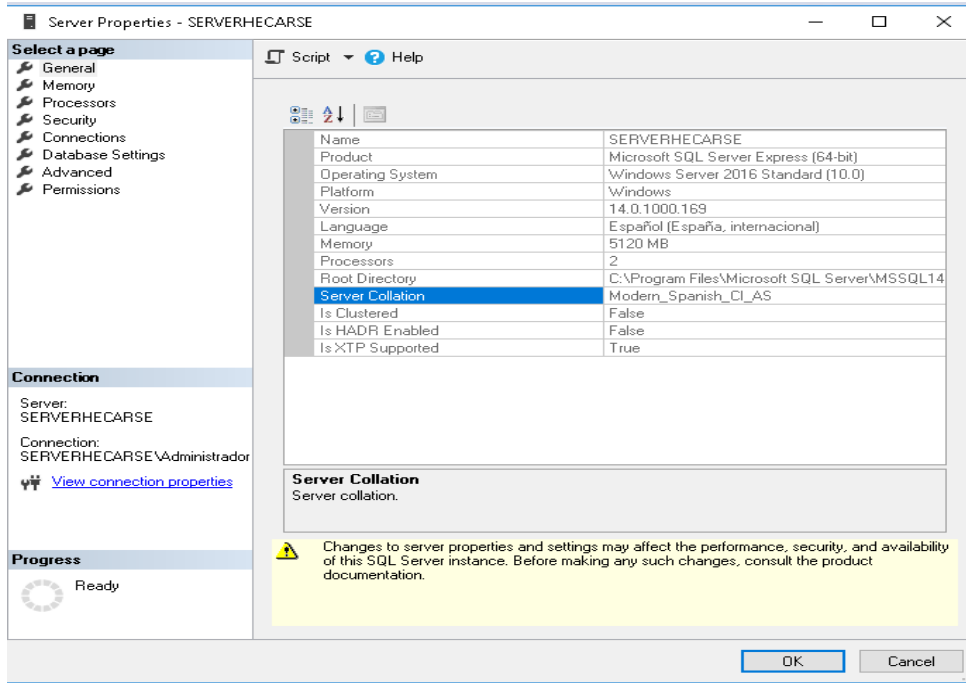 Server Properties - SERVERHECARSE
Select a page
General
Memory
Processors
Security
Connections
Database Settings
Advanced
Permissions
Connection
Server:
SERVERHECARSE
Connection:
SERVERHECARSE\Administrador
View connection properties
Progress
Ready
Script Help
Name SERVERHECARSE
Product Microsoft SQL Server Express (64-bit)
Operating System Windows Server 2016 Standard (10.0)
Platform Windows
Version 14.0.1000.169
Language Español (España, internacional)
Memory 5120 MB
Processors 2
Root Directory C:\Program Files\Microsoft SQL Server\MSSQL14
Server Collation Modern_Spanish_CI_AS
Is Clustered False
Is HADR Enabled False
Is XTP Supported True
Server Collation
Server collation.
Changes to server properties and settings may affect the performance, security, and availability
of this SQL Server instance. Before making any such changes, consult the product
documentation.
OK Cancel